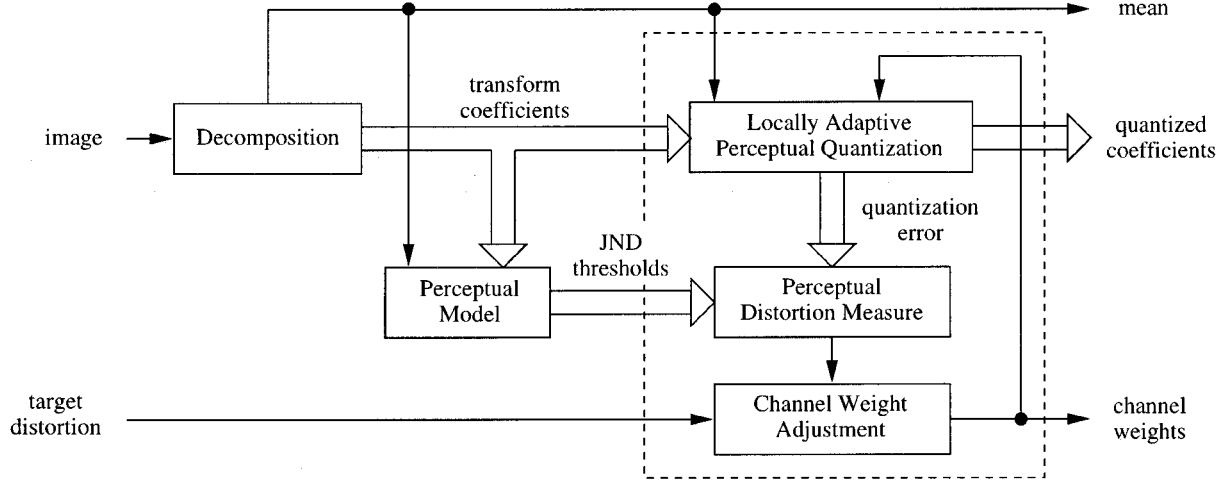 mean
transform
coefficients
image
Decomposition
Locally Adaptive
Perceptual Quantization
quantized
coefficients
quantization
error
JND
thresholds
Perceptual
Model
Perceptual
Distortion Measure
target
distortion
Channel Weight
Adjustment
channel
weights